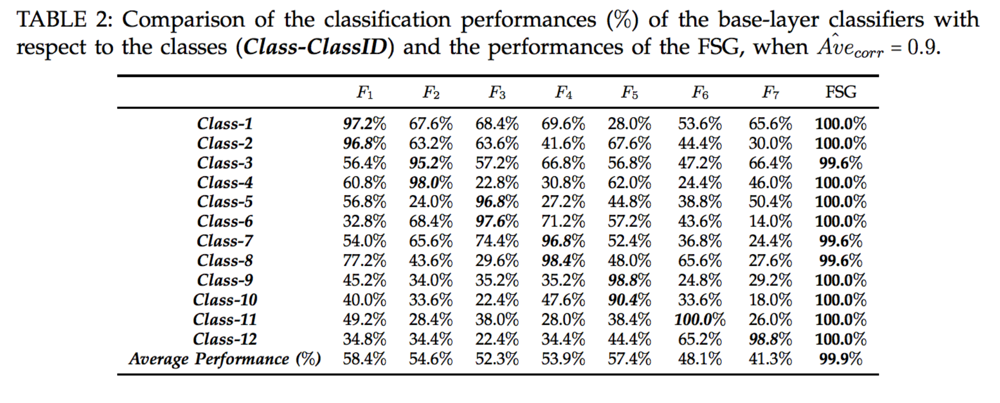 TABLE 2: Comparison of the classification performances (%) of the base-layer classifiers with
respect to the classes (Class-ClassID) and the performances of the FSG, when Âve_corr = 0.9.
F₁ F₂ F₃ F₄ F₅ F₆ F₇ FSG
Class-1 97.2% 67.6% 68.4% 69.6% 28.0% 53.6% 65.6% 100.0%
Class-2 96.8% 63.2% 63.6% 41.6% 67.6% 44.4% 30.0% 100.0%
Class-3 56.4% 95.2% 57.2% 66.8% 56.8% 47.2% 66.4% 99.6%
Class-4 60.8% 98.0% 22.8% 30.8% 62.0% 24.4% 46.0% 100.0%
Class-5 56.8% 24.0% 96.8% 27.2% 44.8% 38.8% 50.4% 100.0%
Class-6 32.8% 68.4% 97.6% 71.2% 57.2% 43.6% 14.0% 100.0%
Class-7 54.0% 65.6% 74.4% 96.8% 52.4% 36.8% 24.4% 99.6%
Class-8 77.2% 43.6% 29.6% 98.4% 48.0% 65.6% 27.6% 99.6%
Class-9 45.2% 34.0% 35.2% 35.2% 98.8% 24.8% 29.2% 100.0%
Class-10 40.0% 33.6% 22.4% 47.6% 90.4% 33.6% 18.0% 100.0%
Class-11 49.2% 28.4% 38.0% 28.0% 38.4% 100.0% 26.0% 100.0%
Class-12 34.8% 34.4% 22.4% 34.4% 44.4% 65.2% 98.8% 100.0%
Average Performance (%) 58.4% 54.6% 52.3% 53.9% 57.4% 48.1% 41.3% 99.9%